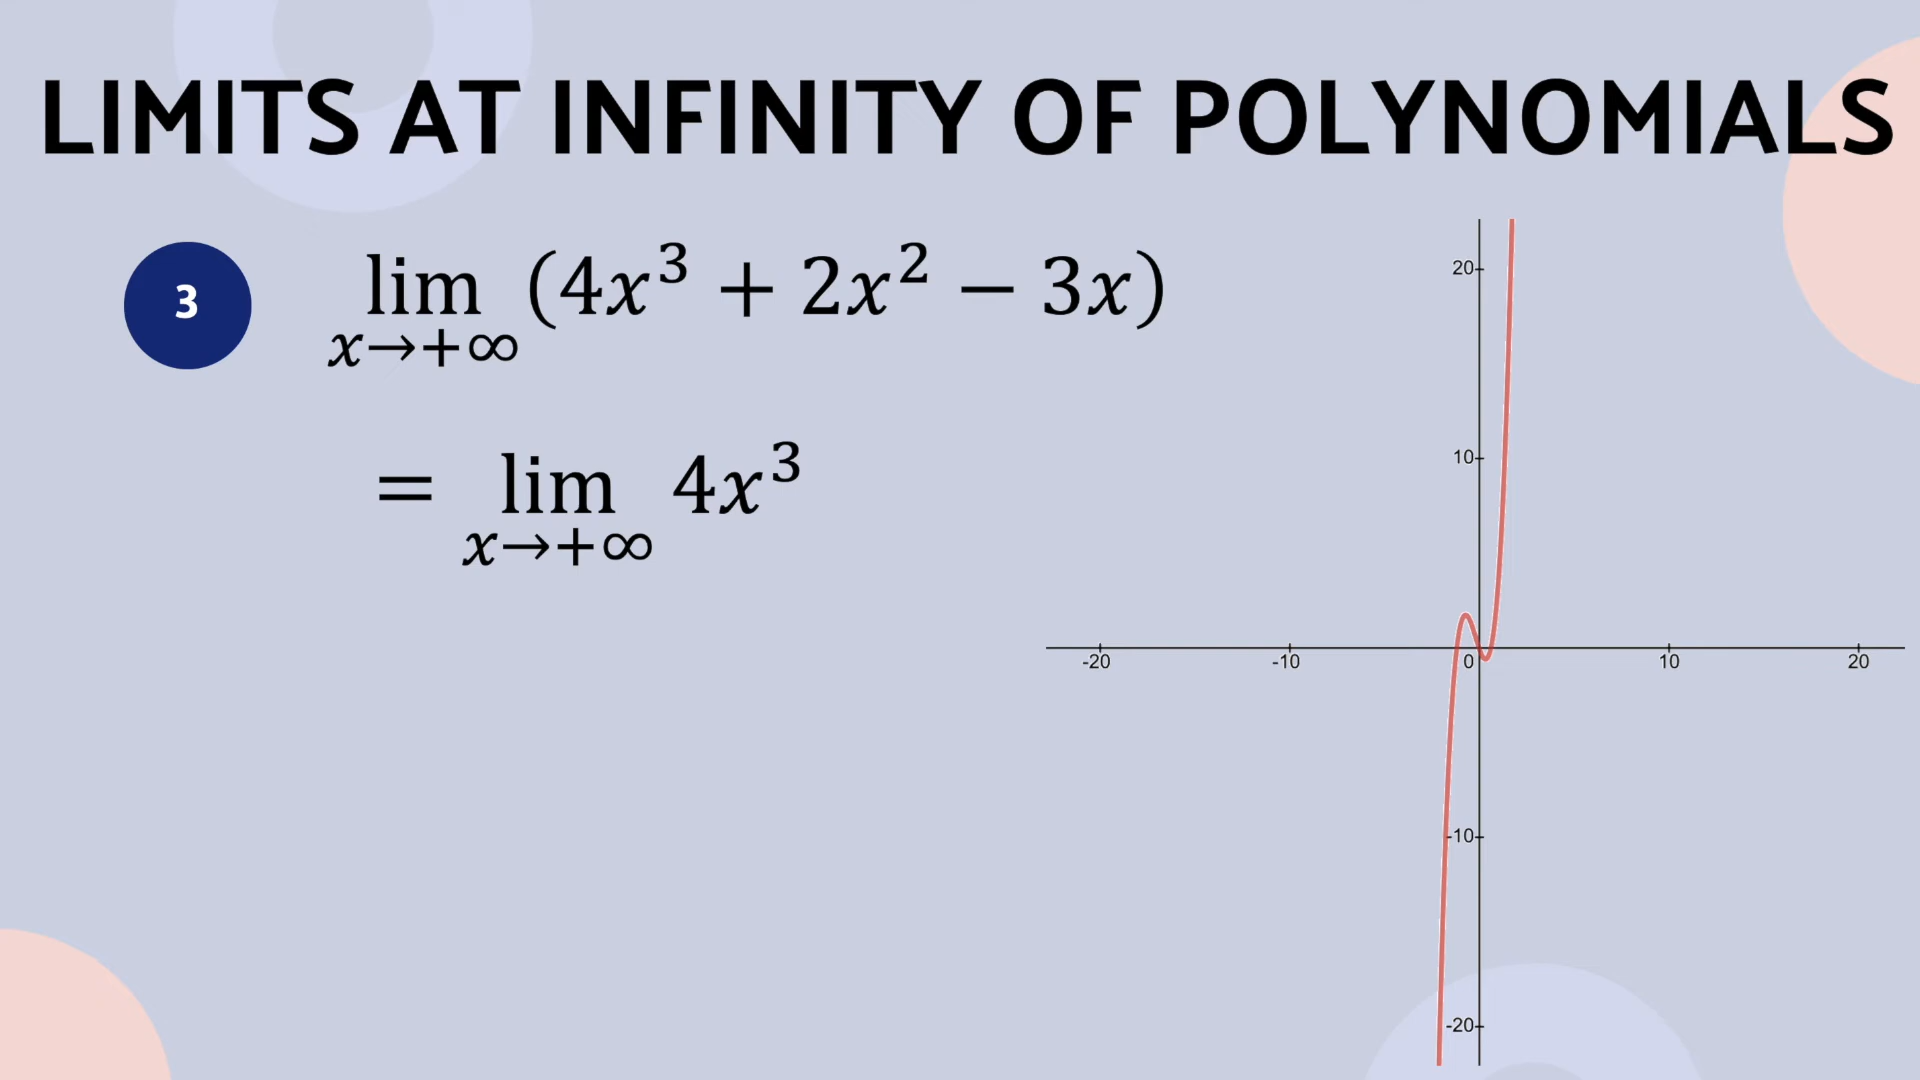 LIMITS AT INFINITY OF POLYNOMIALS
3
lim (4x³ + 2x² − 3x)
x→+∞
= lim 4x³
x→+∞
20
10
-20 -10 0 10 20
-10
-20